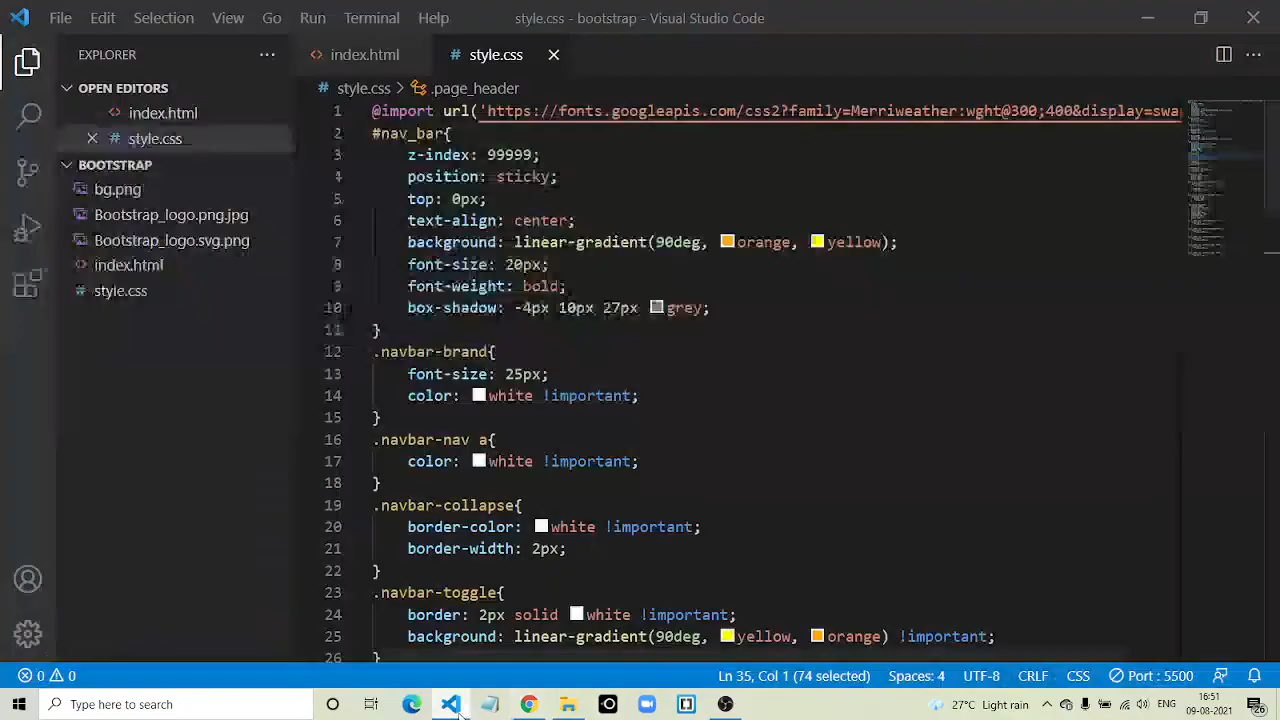 File Edit Selection View Go Run Terminal Help style.css - bootstrap - Visual Studio Code
EXPLORER
index.html
style.css
OPEN EDITORS
index.html
style.css
BOOTSTRAP
bg.png
Bootstrap_logo.png.jpg
Bootstrap_logo.svg.png
index.html
style.css
style.css > .page_header
1 @import url('https://fonts.googleapis.com/css2?family=Merriweather:wght@300;400&display=swa
2 #nav_bar{
3 z-index: 99999;
4 position: sticky;
5 top: 0px;
6 text-align: center;
7 background: linear-gradient(90deg, orange, yellow);
8 font-size: 20px;
9 font-weight: bold;
10 box-shadow: -4px 10px 27px grey;
11 }
12 .navbar-brand{
13 font-size: 25px;
14 color: white !important;
15 }
16 .navbar-nav a{
17 color: white !important;
18 }
19 .navbar-collapse{
20 border-color: white !important;
21 border-width: 2px;
22 }
23 .navbar-toggle{
24 border: 2px solid white !important;
25 background: linear-gradient(90deg, yellow, orange) !important;
26 }
0 0 Ln 35, Col 1 (74 selected) Spaces: 4 UTF-8 CRLF CSS Port : 5500
Type here to search
27°C Light rain
ENG
16:51
09-08-2021